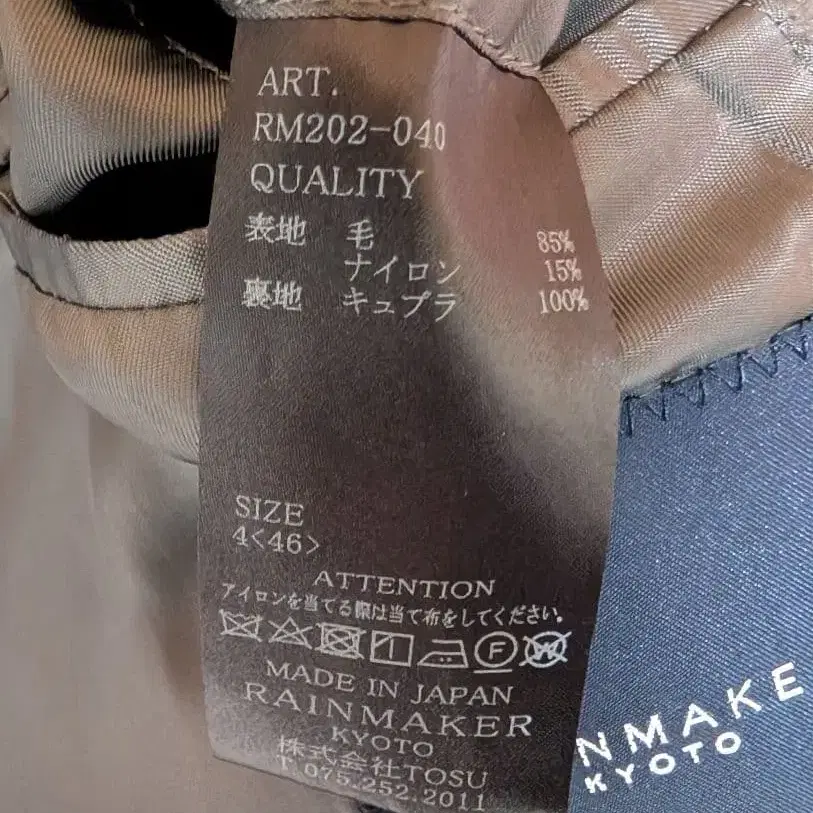 ART.
RM202-040
QUALITY
表地 毛 85%
ナイロン 15%
裏地 キュプラ 100%
SIZE
4<46>
ATTENTION
アイロンを当てる際は当て布をしてください。
F W
MADE IN JAPAN
RAINMAKER
KYOTO
株式会社TOSU
T 075.252.2011
NMAKE
KYOTO